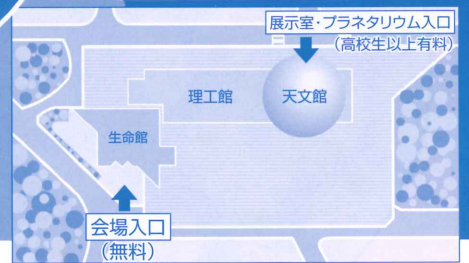 展示室・プラネタリウム入口
(高校生以上有料)
理工館
天文館
生命館
会場入口
(無料)